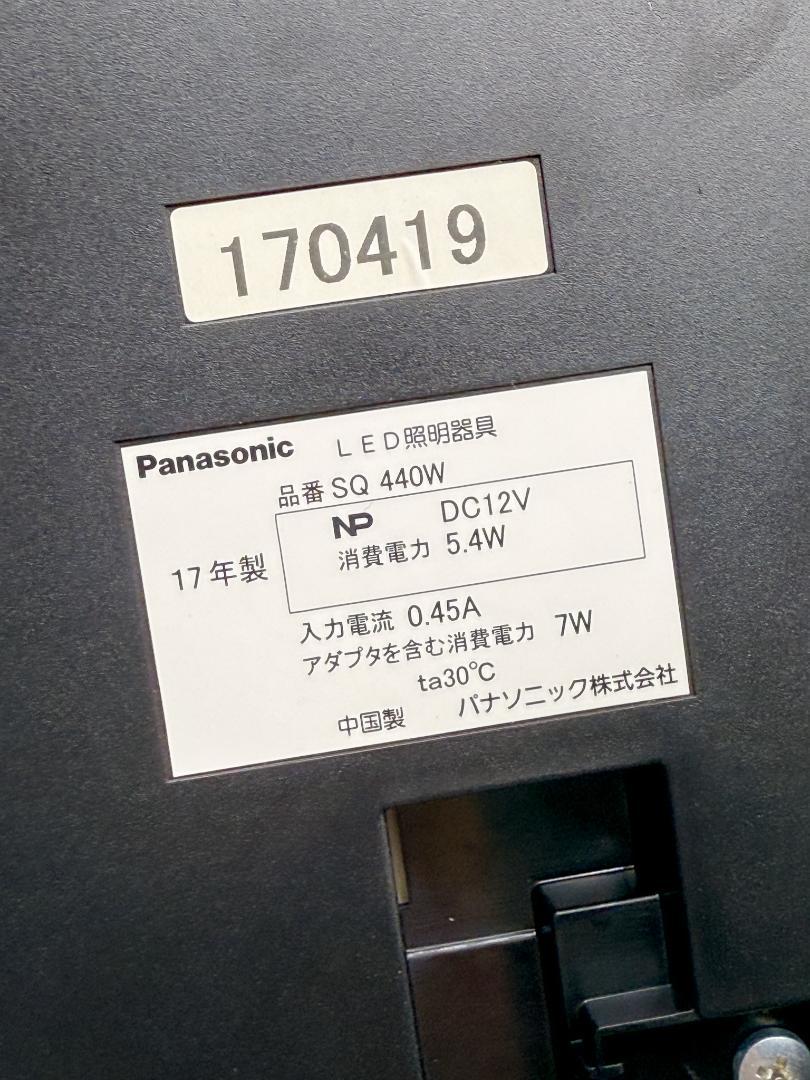 170419
Panasonic LED照明器具
品番 SQ 440W
NP DC12V
17年製 消費電力 5.4W
入力電流 0.45A
アダプタを含む消費電力 7W
ta30℃
中国製 パナソニック株式会社